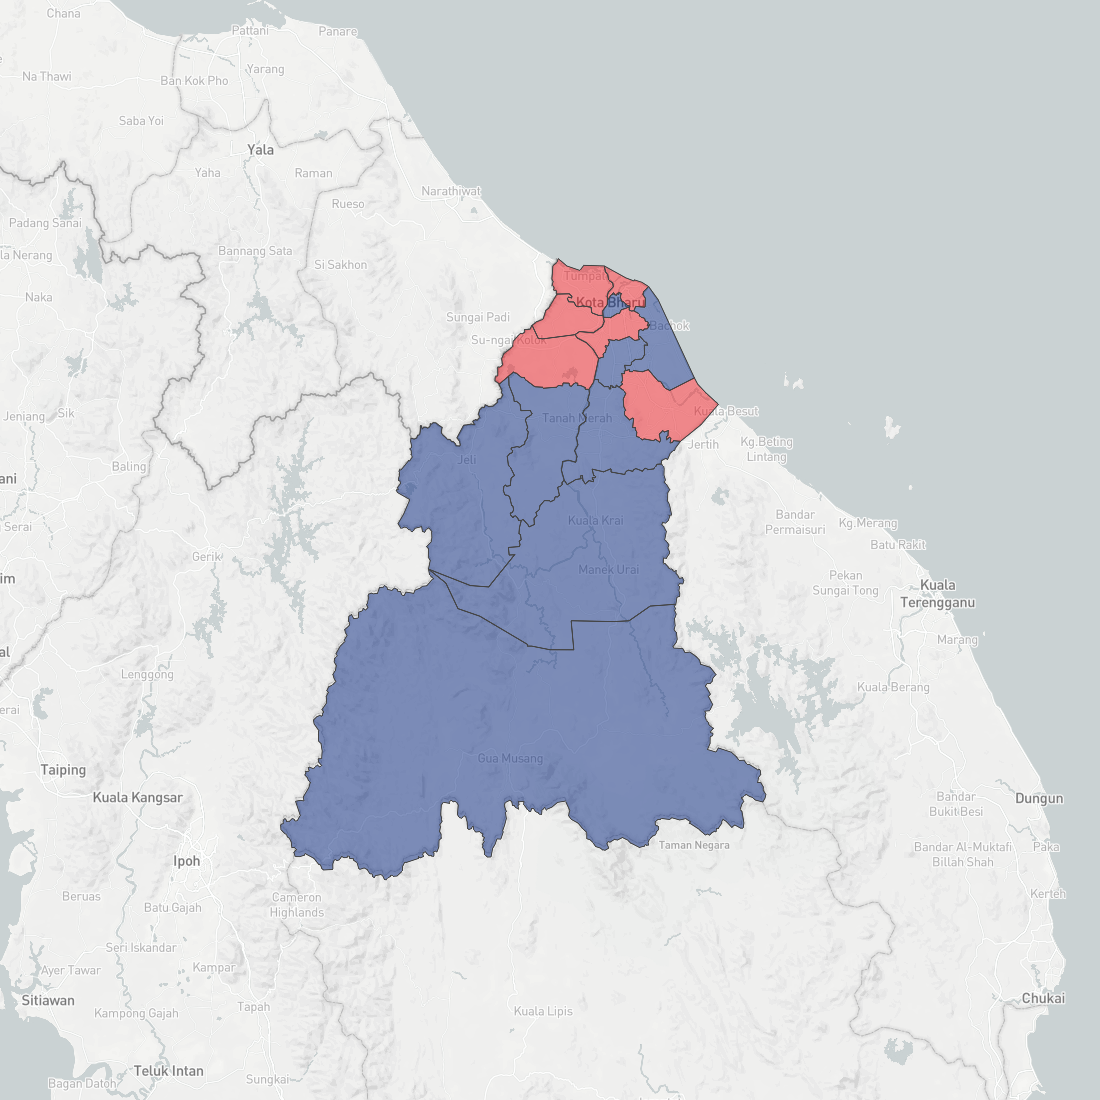 Chana
Pattani
Panare
Na Thawi
Ban Kok Pho
Yarang
Saba Yoi
Yala
Yaha
Raman
Narathiwat
Rueso
Padang Sanai
la Nerang
Bannang Sata
Si Sakhon
Tumpat
Naka
Kota Bharu
Sungai Padi
Bachok
Su-ngai Kolok
Jeniang
Sik
Tanah Merah
Kuala Besut
Jertih
Kg.Beting
Lintang
Baling
Jeli
ani
Serai
Kuala Krai
Bandar
Permaisuri
Kg.Merang
Batu Rakit
Gerik
Manek Urai
im
Pekan
Sungai Tong
Kuala
Terengganu
Marang
al
Lenggong
Kuala Berang
erai
Gua Musang
Taiping
Kuala Kangsar
Bandar
Bukit Besi
Dungun
Ipoh
Taman Negara
Bandar Al-Muktafi
Billah Shah
Paka
Beruas
Batu Gajah
Cameron
Highlands
Kerteh
Seri Iskandar
Ayer Tawar
Kampar
Sitiawan
Kampong Gajah
Tapah
Kuala Lipis
Chukai
Teluk Intan
Bagan Datoh
Sungkai